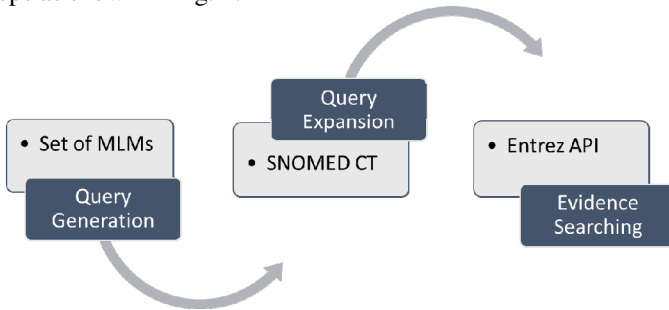 • Set of MLMs
Query
Generation
Query
Expansion
• SNOMED CT
• Entrez API
Evidence
Searching